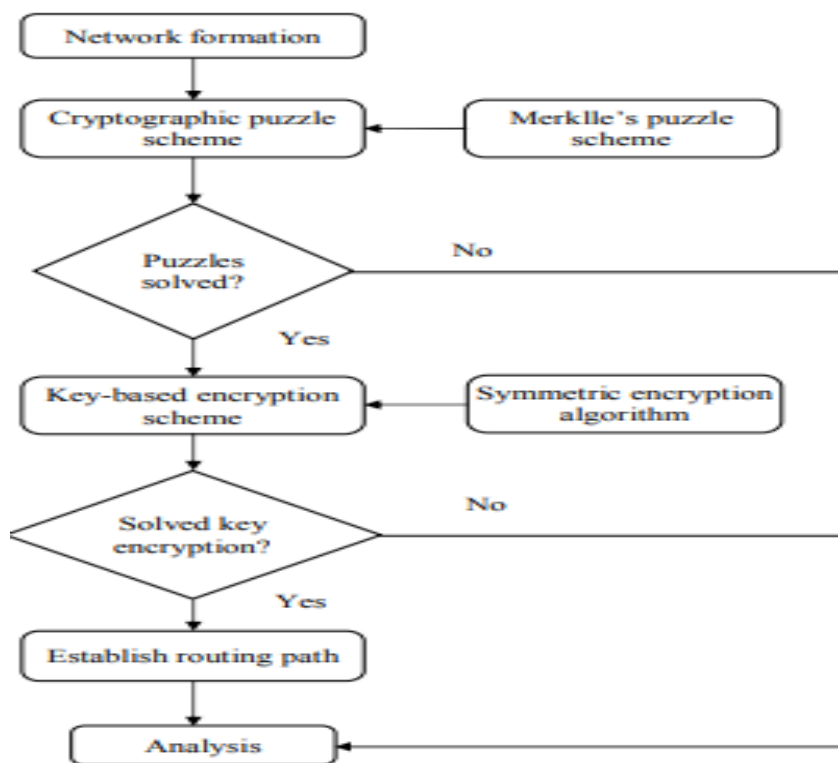 Network formation
Cryptographic puzzle
scheme
Merklle's puzzle
scheme
Puzzles
solved?
No
Yes
Key-based encryption
scheme
Symmetric encryption
algorithm
Solved key
encryption?
No
Yes
Establish routing path
Analysis